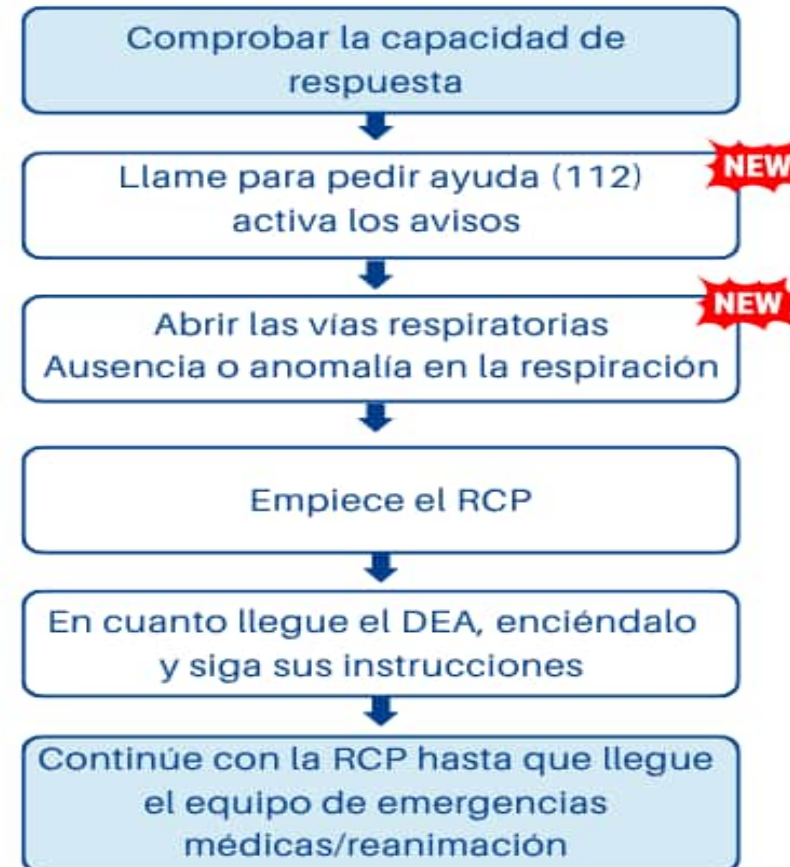 Comprobar la capacidad de
respuesta
Llame para pedir ayuda (112)
activa los avisos
NEW
Abrir las vías respiratorias
Ausencia o anomalía en la respiración
NEW
Empiece el RCP
En cuanto llegue el DEA, enciéndalo
y siga sus instrucciones
Continúe con la RCP hasta que llegue
el equipo de emergencias
médicas/reanimación